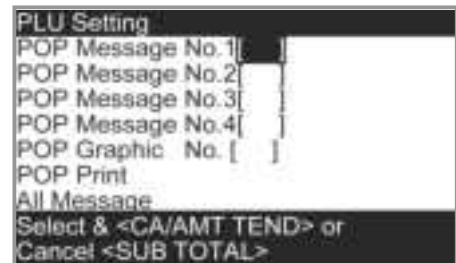 PLU Setting
POP Message No.1[ ]
POP Message No.2[ ]
POP Message No.3[ ]
POP Message No.4[ ]
POP Graphic No. [ ]
POP Print
All Message
Select & <CA/AMT TEND> or
Cancel <SUB TOTAL>